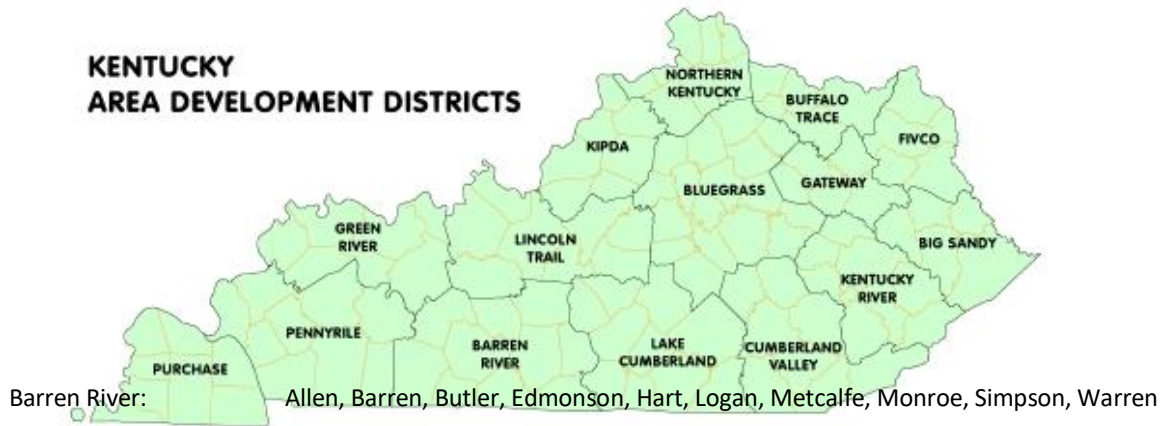 KENTUCKY
AREA DEVELOPMENT DISTRICTS
NORTHERN
KENTUCKY
BUFFALO
TRACE
FIVCO
KIPDA
BLUEGRASS
GATEWAY
GREEN
RIVER
LINCOLN
TRAIL
BIG SANDY
KENTUCKY
RIVER
PENNYRILE
BARREN
RIVER
LAKE
CUMBERLAND
CUMBERLAND
VALLEY
PURCHASE
Barren River: Allen, Barren, Butler, Edmonson, Hart, Logan, Metcalfe, Monroe, Simpson, Warren